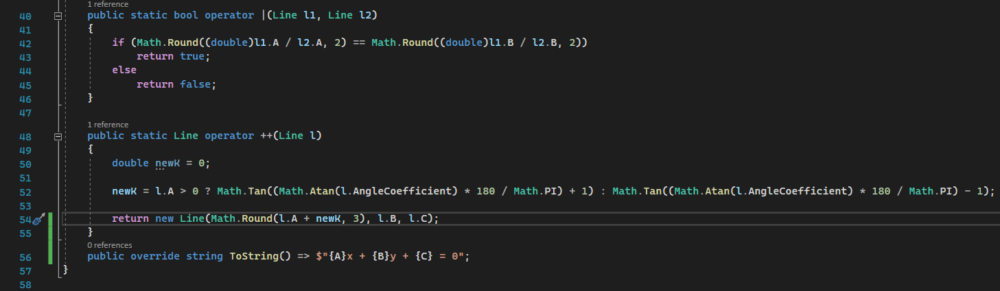 1 reference
40 public static bool operator |(Line l1, Line l2)
41 {
42 if (Math.Round((double)l1.A / l2.A, 2) == Math.Round((double)l1.B / l2.B, 2))
43 return true;
44 else
45 return false;
46 }
47
1 reference
48 public static Line operator ++(Line l)
49 {
50 double newK = 0;
51
52 newK = l.A > 0 ? Math.Tan((Math.Atan(l.AngleCoefficient) * 180 / Math.PI) + 1) : Math.Tan((Math.Atan(l.AngleCoefficient) * 180 / Math.PI) - 1);
53
54 return new Line(Math.Round(l.A + newK, 3), l.B, l.C);
55 }
0 references
56 public override string ToString() => $"{A}x + {B}y + {C} = 0";
57 }
58